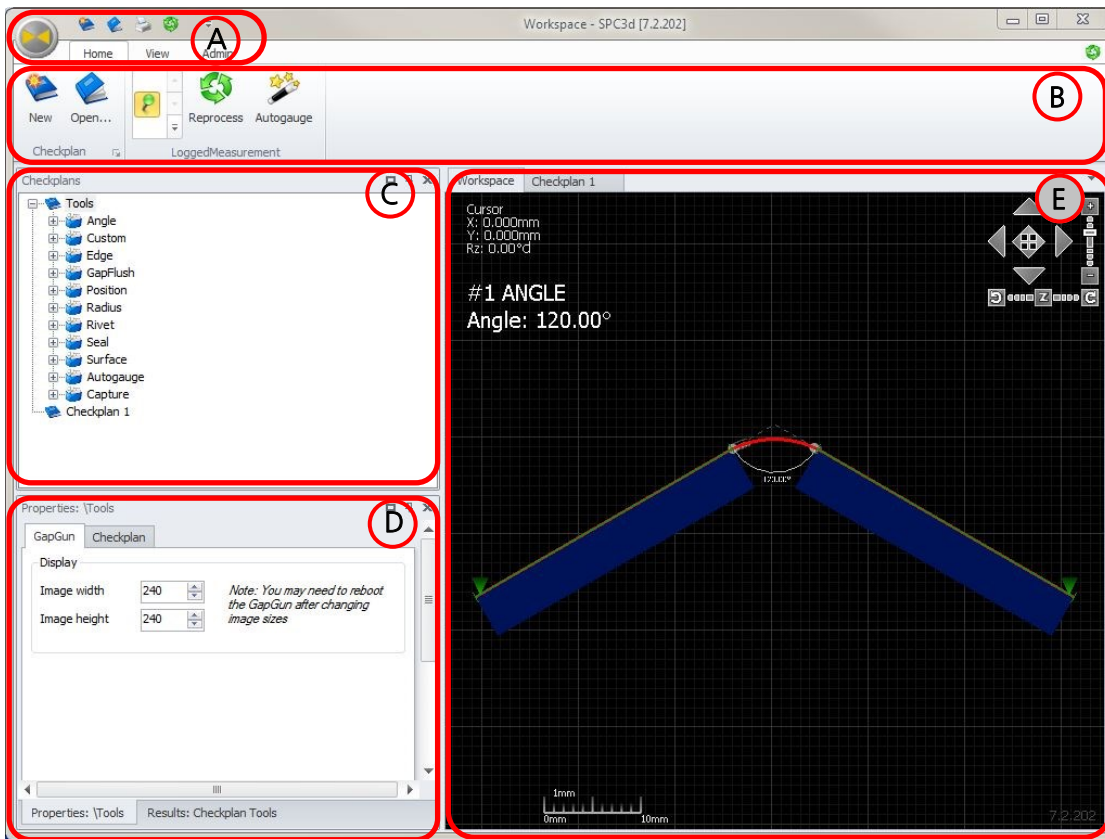 Workspace - SPC3d [7.2.202]
A
Home View Admin
B
New Open... Reprocess Autogauge
Checkplan LoggedMeasurement
Checkplans
C
Tools
Angle
Custom
Edge
GapFlush
Position
Radius
Rivet
Seal
Surface
Autogauge
Capture
Checkplan 1
Properties: \Tools
D
GapGun Checkplan
Display
Image width 240
Image height 240
Note: You may need to reboot
the GapGun after changing
image sizes
Properties: \Tools Results: Checkplan Tools
Workspace Checkplan 1
E
Cursor
X: 0.000mm
Y: 0.000mm
Rz: 0.00°d
Z
#1 ANGLE
Angle: 120.00°
120.00°
1mm
0mm 10mm
7.2.202